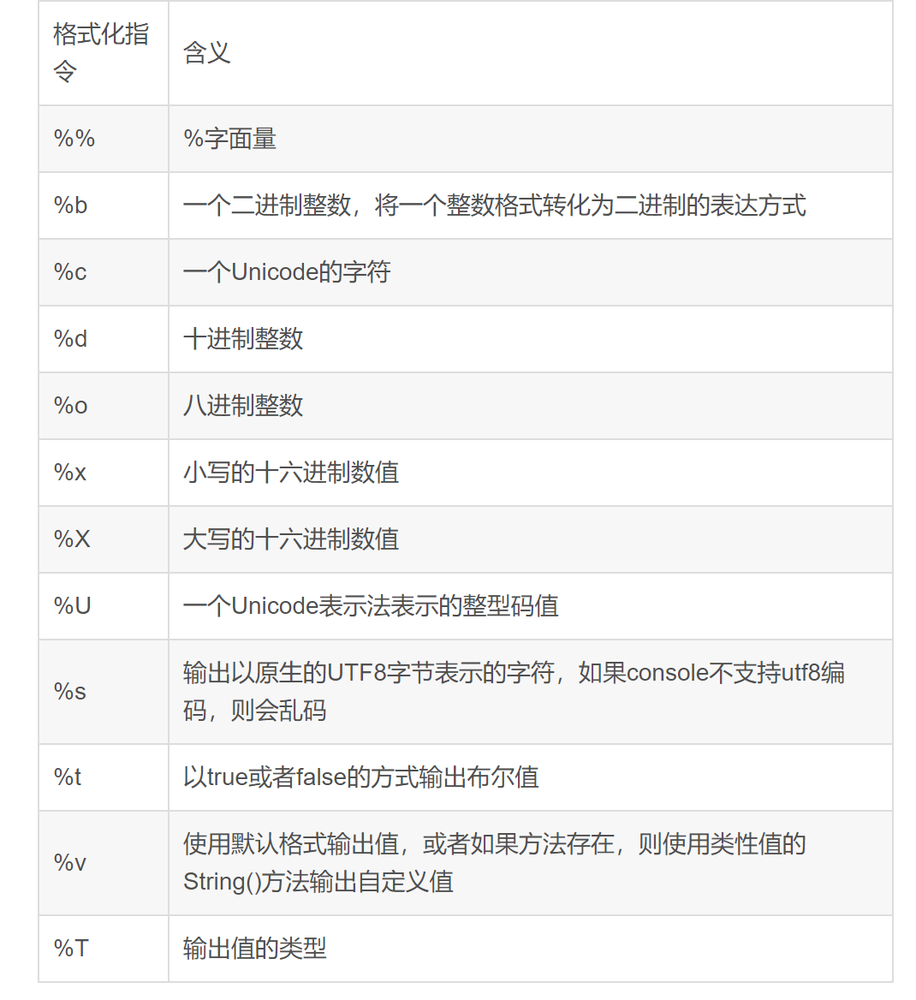 格式化指
令
含义
%%
%字面量
%b
一个二进制整数，将一个整数格式转化为二进制的表达方式
%c
一个Unicode的字符
%d
十进制整数
%o
八进制整数
%x
小写的十六进制数值
%X
大写的十六进制数值
%U
一个Unicode表示法表示的整型码值
%s
输出以原生的UTF8字节表示的字符，如果console不支持utf8编
码，则会乱码
%t
以true或者false的方式输出布尔值
%v
使用默认格式输出值，或者如果方法存在，则使用类性值的
String()方法输出自定义值
%T
输出值的类型